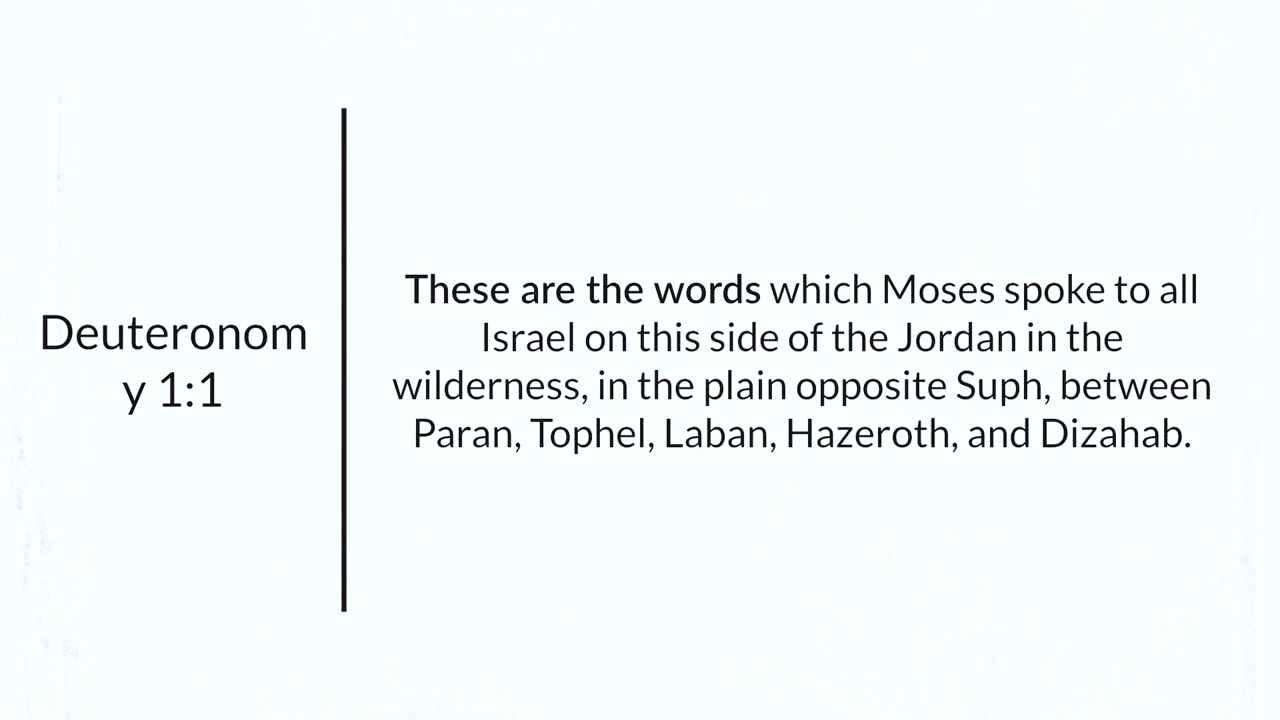 Deuteronom
y 1:1
These are the words which Moses spoke to all
Israel on this side of the Jordan in the
wilderness, in the plain opposite Suph, between
Paran, Tophel, Laban, Hazeroth, and Dizahab.